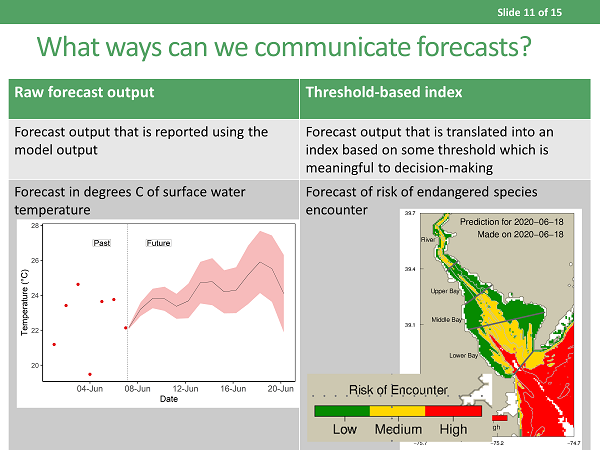 Slide 11 of 15
What ways can we communicate forecasts?
Raw forecast output
Threshold-based index
Forecast output that is reported using the
model output
Forecast output that is translated into an
index based on some threshold which is
meaningful to decision-making
Forecast in degrees C of surface water
temperature
Forecast of risk of endangered species
encounter
28
26
24
22
20
Temperature (°C)
Past
Future
04-Jun
08-Jun
12-Jun
16-Jun
20-Jun
Date
39.7
39.4
39.1
Prediction for 2020-06-18
Made on 2020-06-18
River
Upper Bay
Middle Bay
Lower Bay
Risk of Encounter
Low
Medium
High
gh
-75.7
-75.2
-74.7